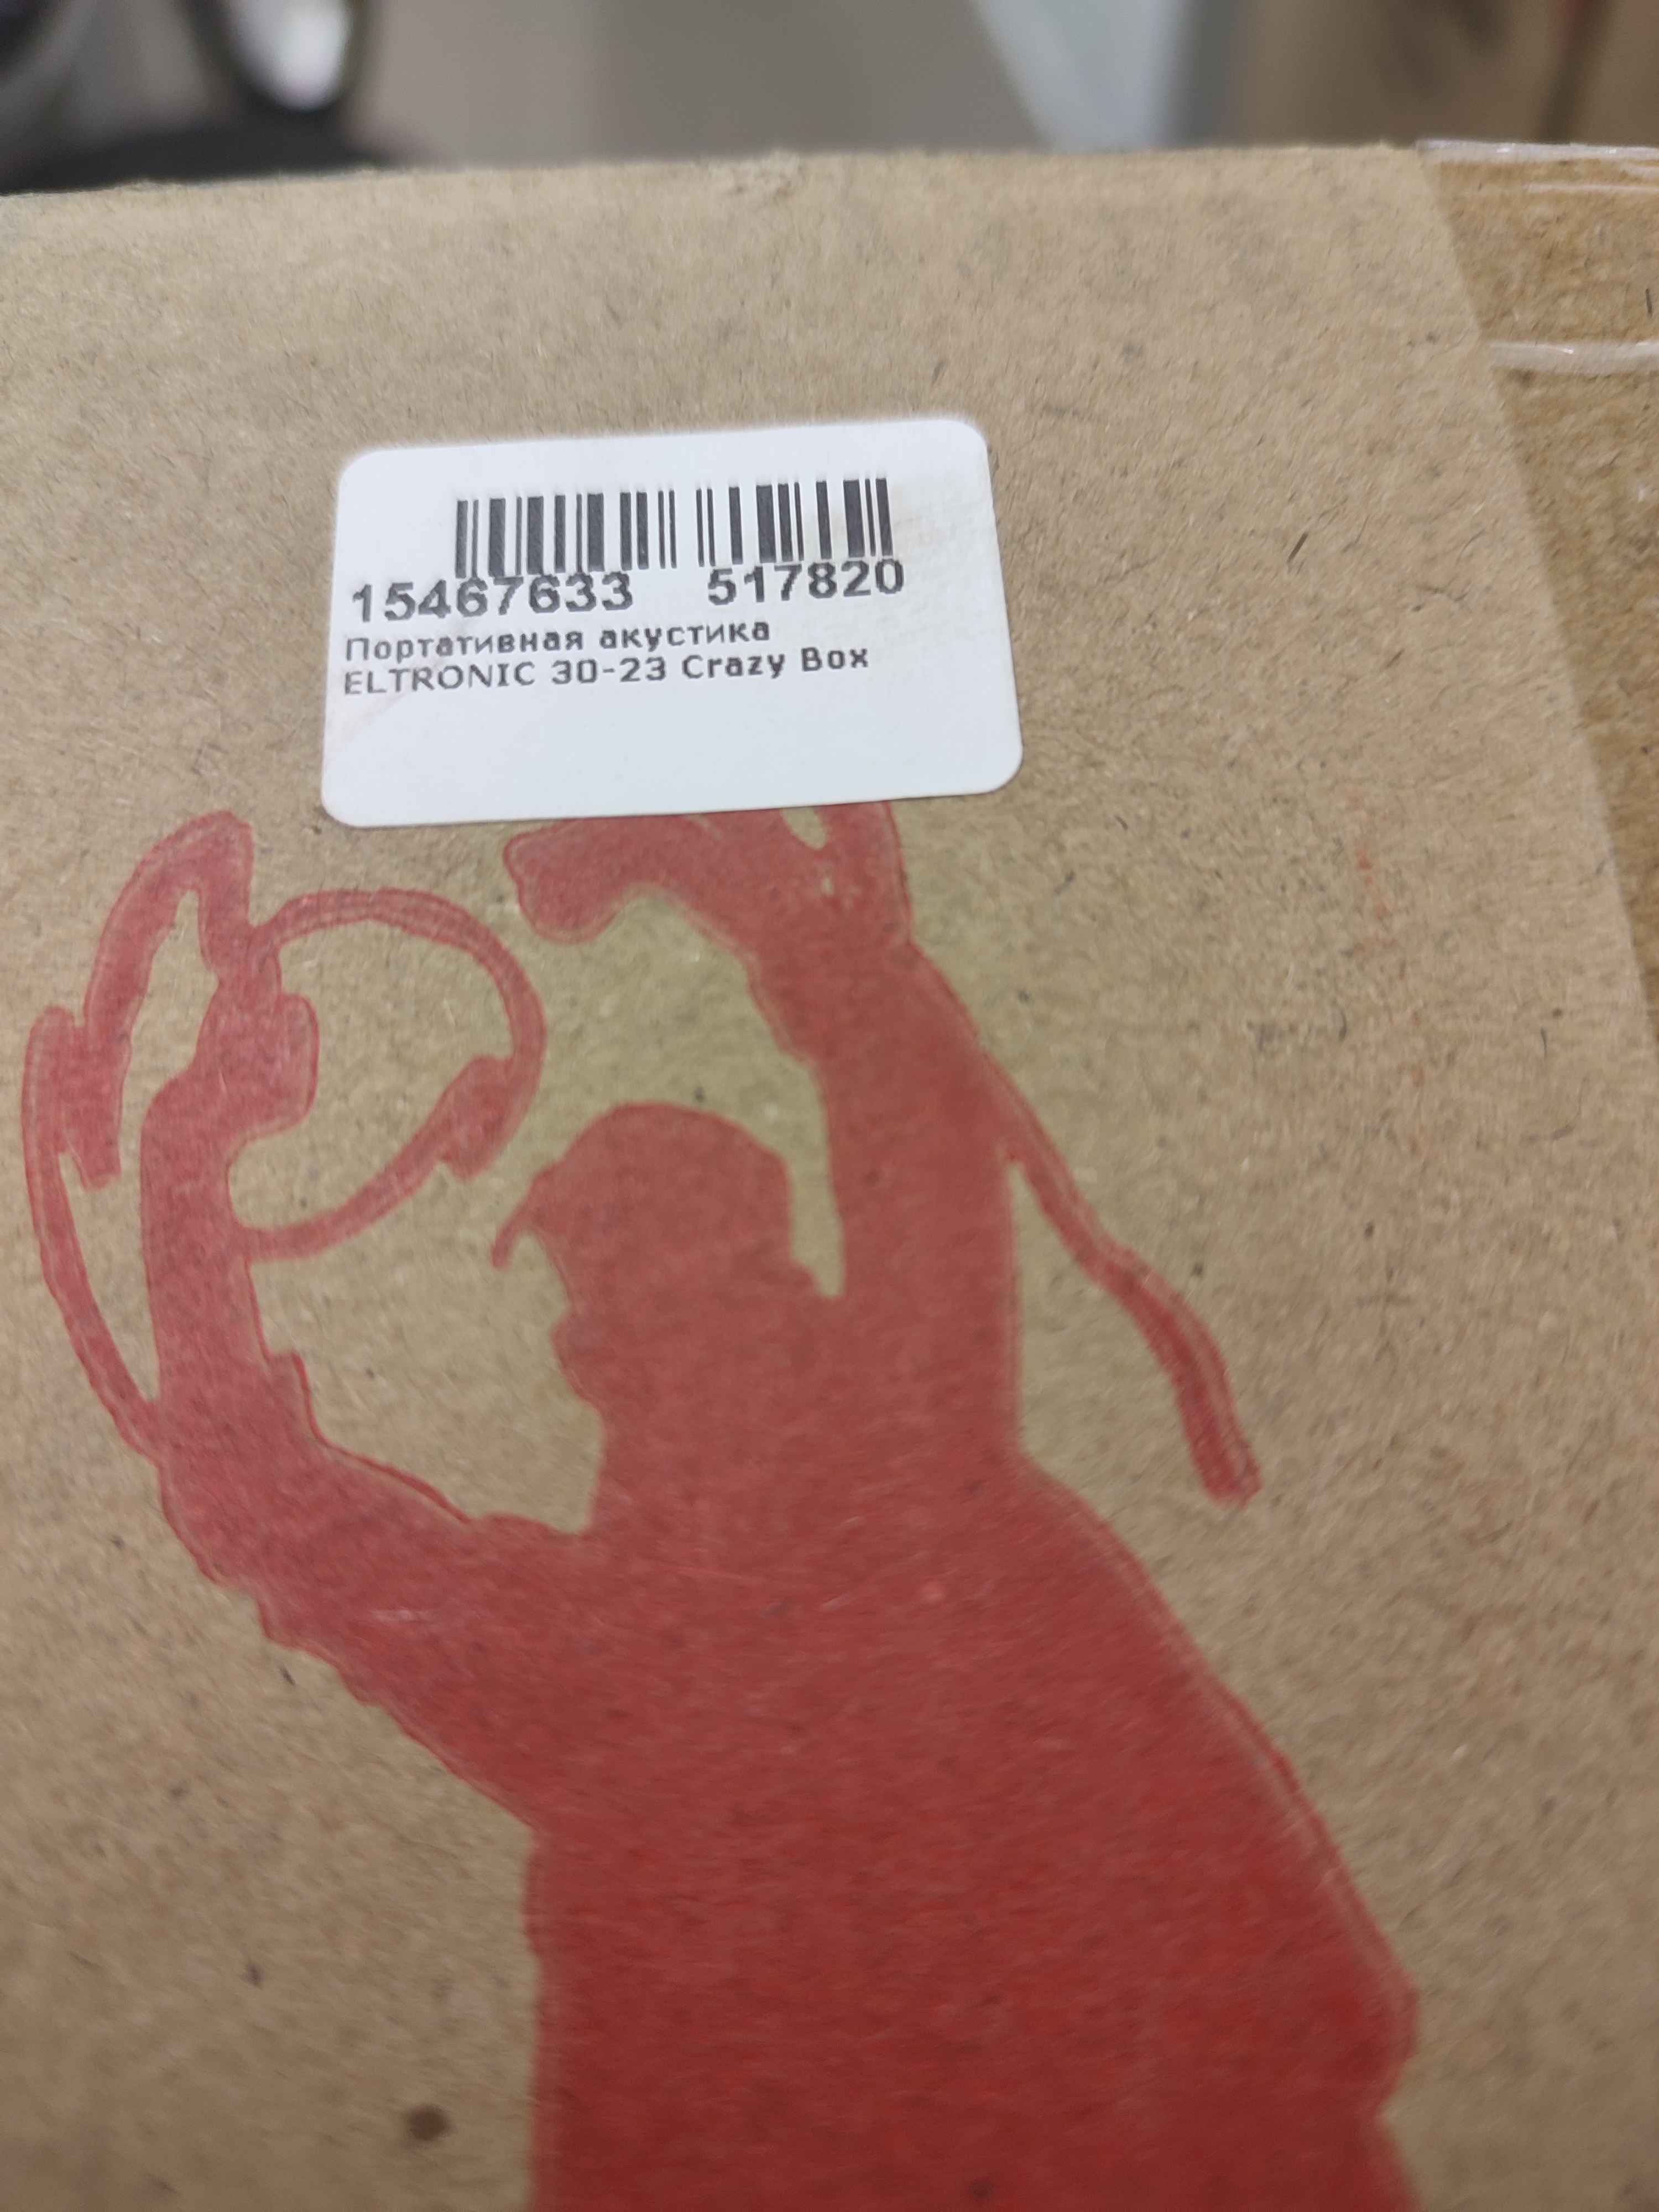 15467633 517820
Портативная акустика
ELTRONIC 30-23 Crazy Box